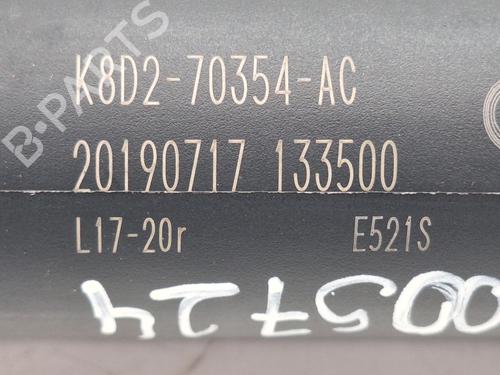 K8D2-70354-AC
20190717 133500
L17-20r E521S
005724
B-PARTS